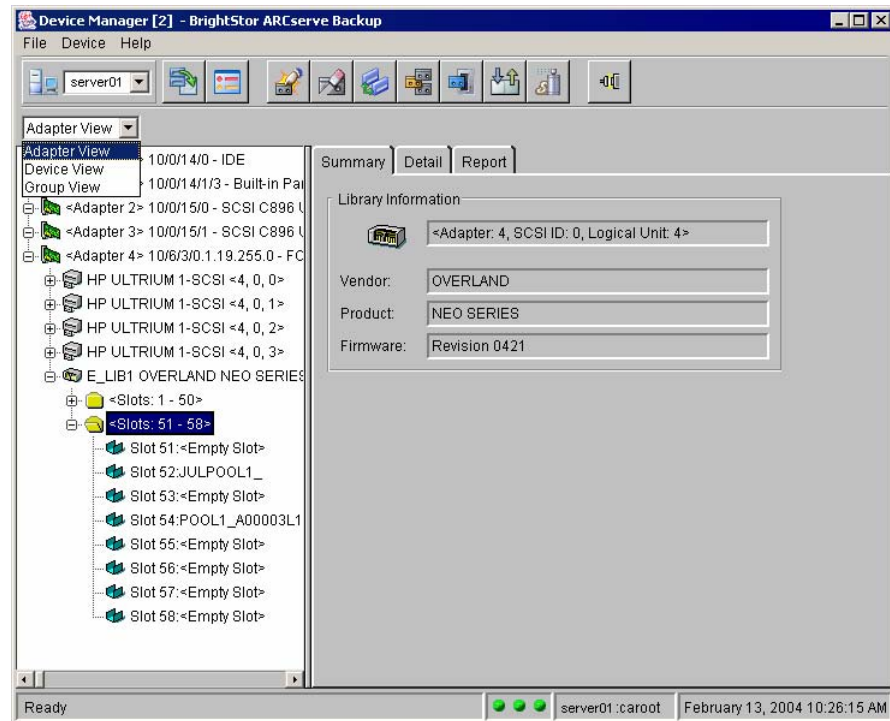 Device Manager [2] - BrightStor ARCserve Backup
File Device Help
server01
Adapter View
Adapter View
Device View
Group View
10/0/14/0 - IDE
10/0/14/1/3 - Built-in Par
<Adapter 2> 10/0/15/0 - SCSI C896 U
<Adapter 3> 10/0/15/1 - SCSI C896 U
<Adapter 4> 10/6/3/0.1.19.255.0 - FC
HP ULTRIUM 1-SCSI <4, 0, 0>
HP ULTRIUM 1-SCSI <4, 0, 1>
HP ULTRIUM 1-SCSI <4, 0, 2>
HP ULTRIUM 1-SCSI <4, 0, 3>
E_LIB1 OVERLAND NEO SERIES
<Slots: 1 - 50>
<Slots: 51 - 58>
Slot 51:<Empty Slot>
Slot 52:JULPOOL1_
Slot 53:<Empty Slot>
Slot 54:POOL1_A00003L1
Slot 55:<Empty Slot>
Slot 56:<Empty Slot>
Slot 57:<Empty Slot>
Slot 58:<Empty Slot>
Summary Detail Report
Library Information
<Adapter: 4, SCSI ID: 0, Logical Unit: 4>
Vendor: OVERLAND
Product: NEO SERIES
Firmware: Revision 0421
Ready
server01 :caroot
February 13, 2004 10:26:15 AM